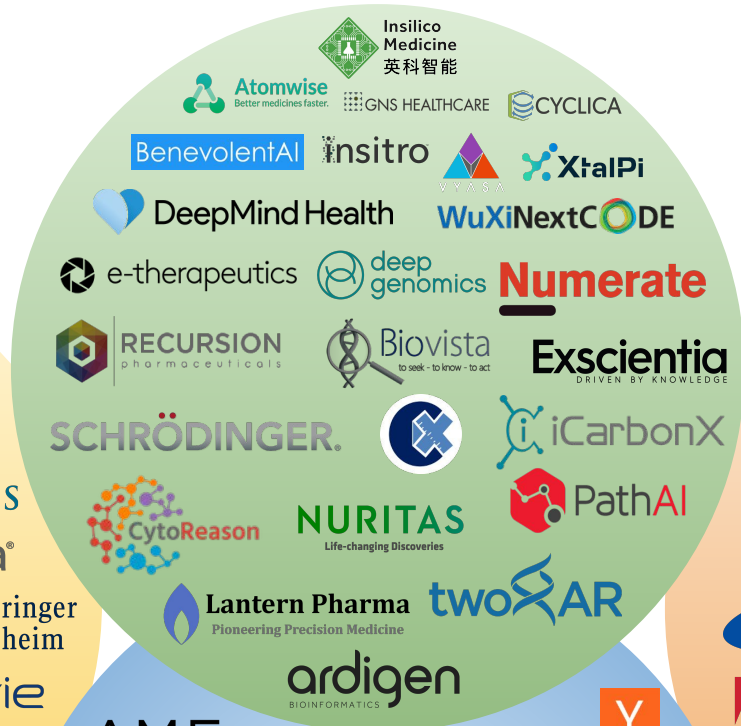 Insilico
Medicine
英科智能
Atomwise
Better medicines faster.
GNS HEALTHCARE
CYCLICA
BenevolentAI
insitro
VYASA
XtalPi
DeepMind Health
WuXiNextCODE
e-therapeutics
deep
genomics
Numerate
RECURSION
pharmaceuticals
Biovista
to seek - to know - to act
Exscientia
DRIVEN BY KNOWLEDGE
SCHRÖDINGER.
iCarbonX
PathAI
CytoReason
NURITAS
Life-changing Discoveries
s
a®
ringer
heim
Lantern Pharma
Pioneering Precision Medicine
twoXAR
vie
ardigen
BIOINFORMATICS
Y